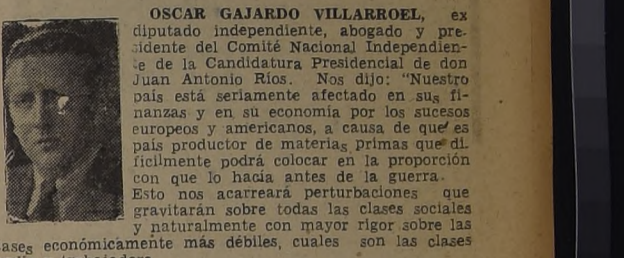 OSCAR GAJARDO VILLARROEL, ex
diputado independiente, abogado y pre-
sidente del Comité Nacional Independien-
te de la Candidatura Presidencial de don
Juan Antonio Ríos. Nos dijo: "Nuestro
país está seriamente afectado en sus fi-
nanzas y en su economía por los sucesos
europeos y americanos, a causa de que es
país productor de materias primas que di-
ficilmente podrá colocar en la proporción
con que lo hacía antes de la guerra.
Esto nos acarreará perturbaciones que
gravitarán sobre todas las clases sociales
y naturalmente con mayor rigor sobre las
ases económicamente más débiles, cuales son las clases